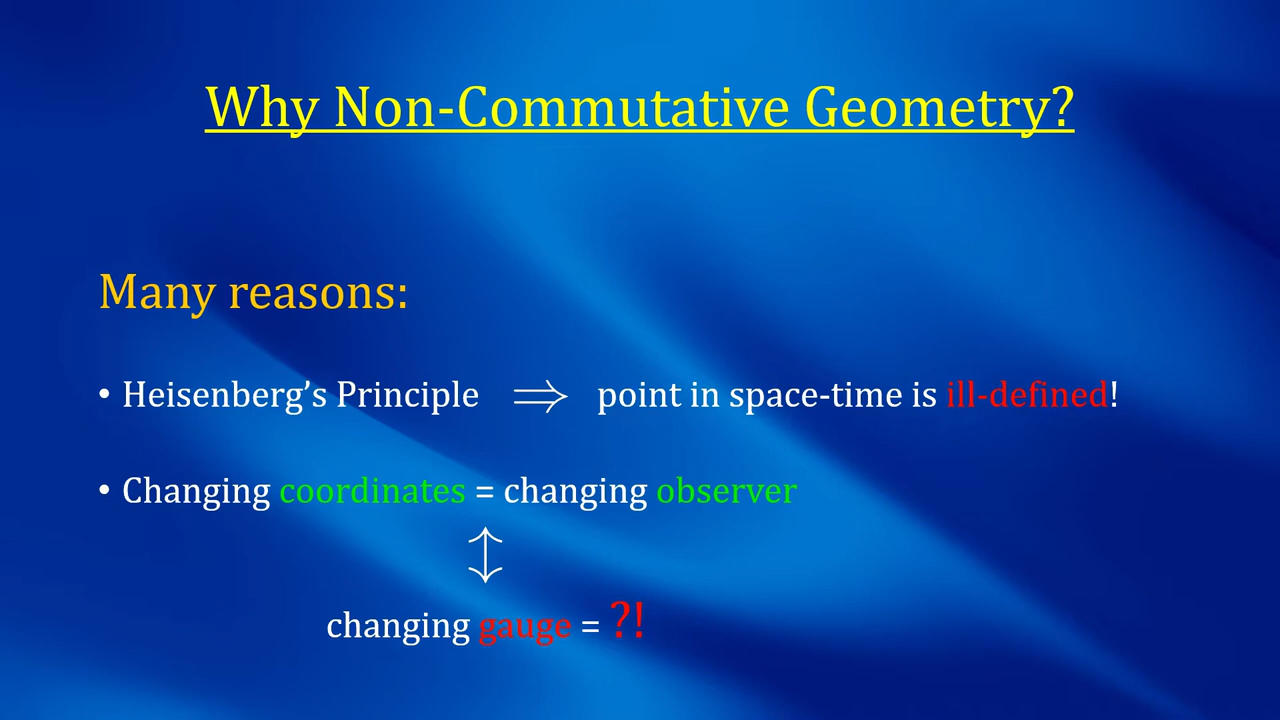 Why Non-Commutative Geometry?
Many reasons:
• Heisenberg’s Principle ⇒ point in space-time is ill-defined!
• Changing coordinates = changing observer
↕
changing gauge = ?!